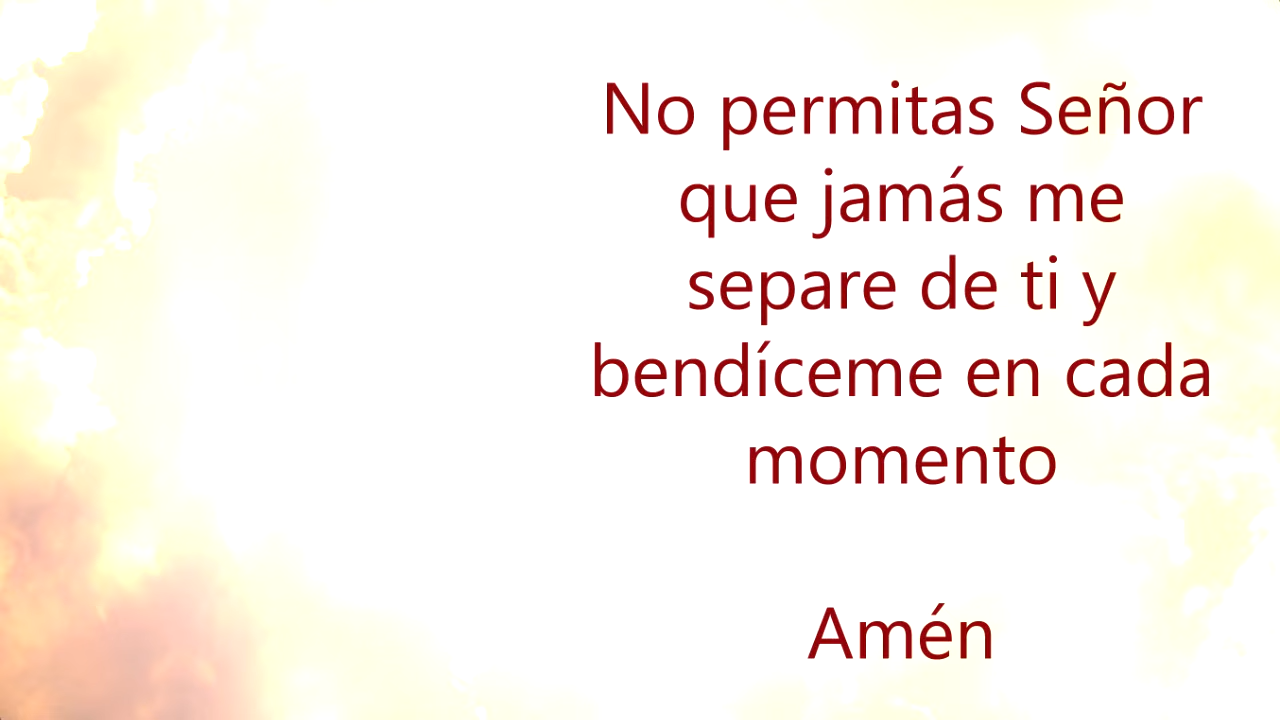 No permitas Señor
que jamás me
separe de ti y
bendíceme en cada
momento
Amén